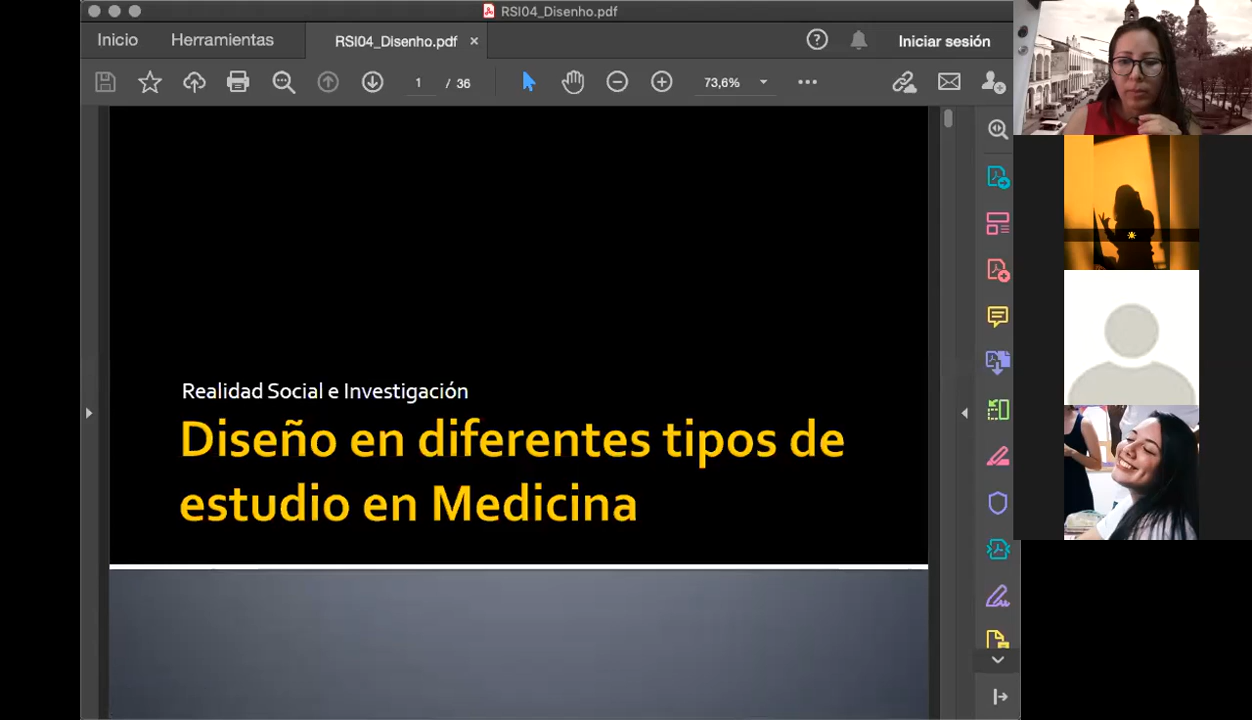 RSI04_Disenho.pdf
Inicio
Herramientas
RSI04_Disenho.pdf ×
Iniciar sesión
1 / 36
73,6%
Realidad Social e Investigación
Diseño en diferentes tipos de
estudio en Medicina